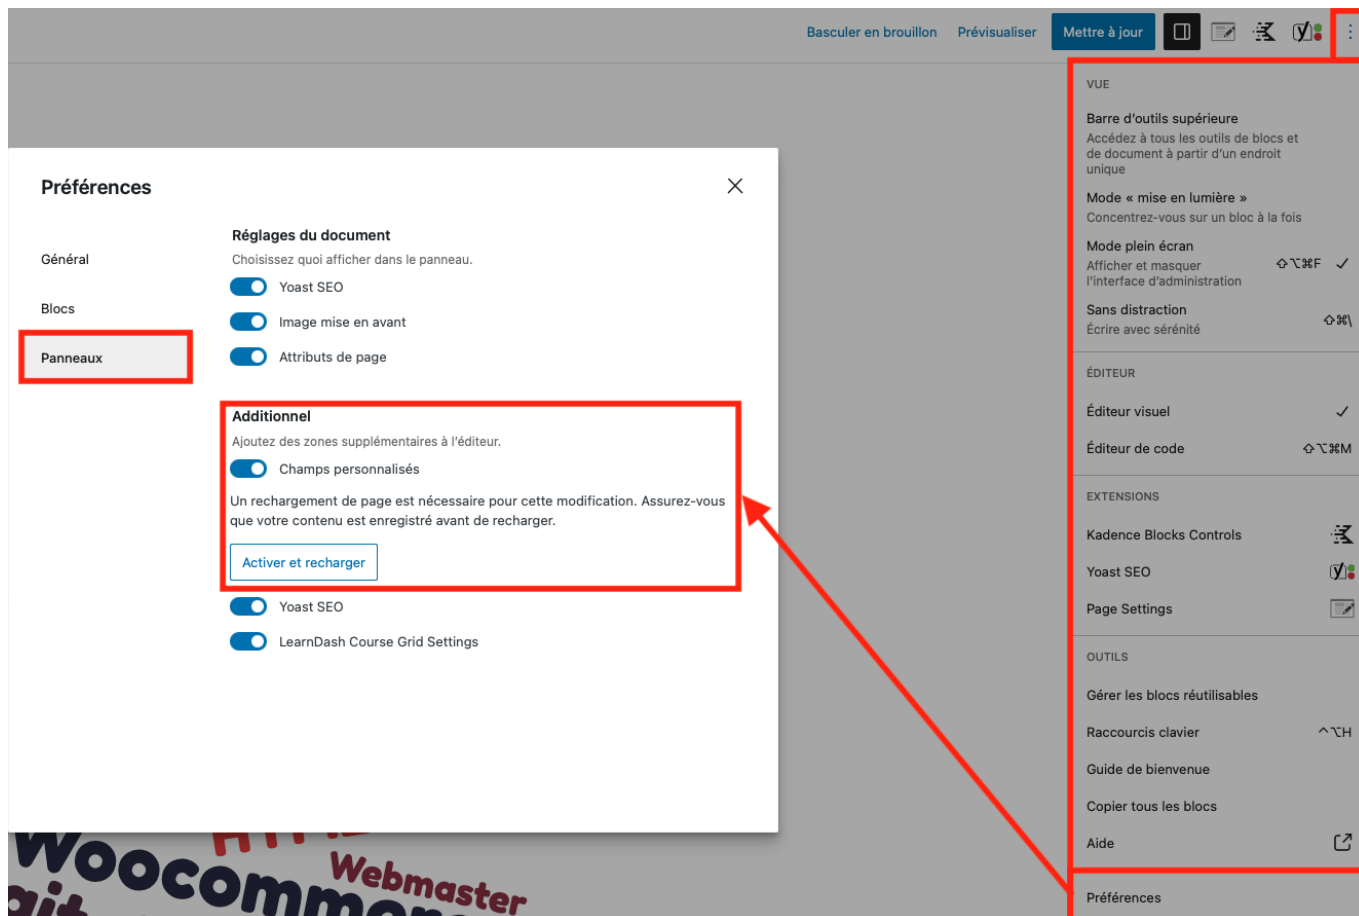 Basculer en brouillon Prévisualiser Mettre à jour
Préférences
Général
Blocs
Panneaux
Réglages du document
Choisissez quoi afficher dans le panneau.
Yoast SEO
Image mise en avant
Attributs de page
Additionnel
Ajoutez des zones supplémentaires à l’éditeur.
Champs personnalisés
Un rechargement de page est nécessaire pour cette modification. Assurez-vous
que votre contenu est enregistré avant de recharger.
Activer et recharger
Yoast SEO
LearnDash Course Grid Settings
VUE
Barre d’outils supérieure
Accédez à tous les outils de blocs et
de document à partir d’un endroit
unique
Mode « mise en lumière »
Concentrez-vous sur un bloc à la fois
Mode plein écran
Afficher et masquer
l’interface d’administration
⇧⌥⌘F
Sans distraction
Écrire avec sérénité
⇧⌘\
ÉDITEUR
Éditeur visuel
Éditeur de code ⇧⌥⌘M
EXTENSIONS
Kadence Blocks Controls
Yoast SEO
Page Settings
OUTILS
Gérer les blocs réutilisables
Raccourcis clavier ^⌥H
Guide de bienvenue
Copier tous les blocs
Aide
Préférences
Webmaster